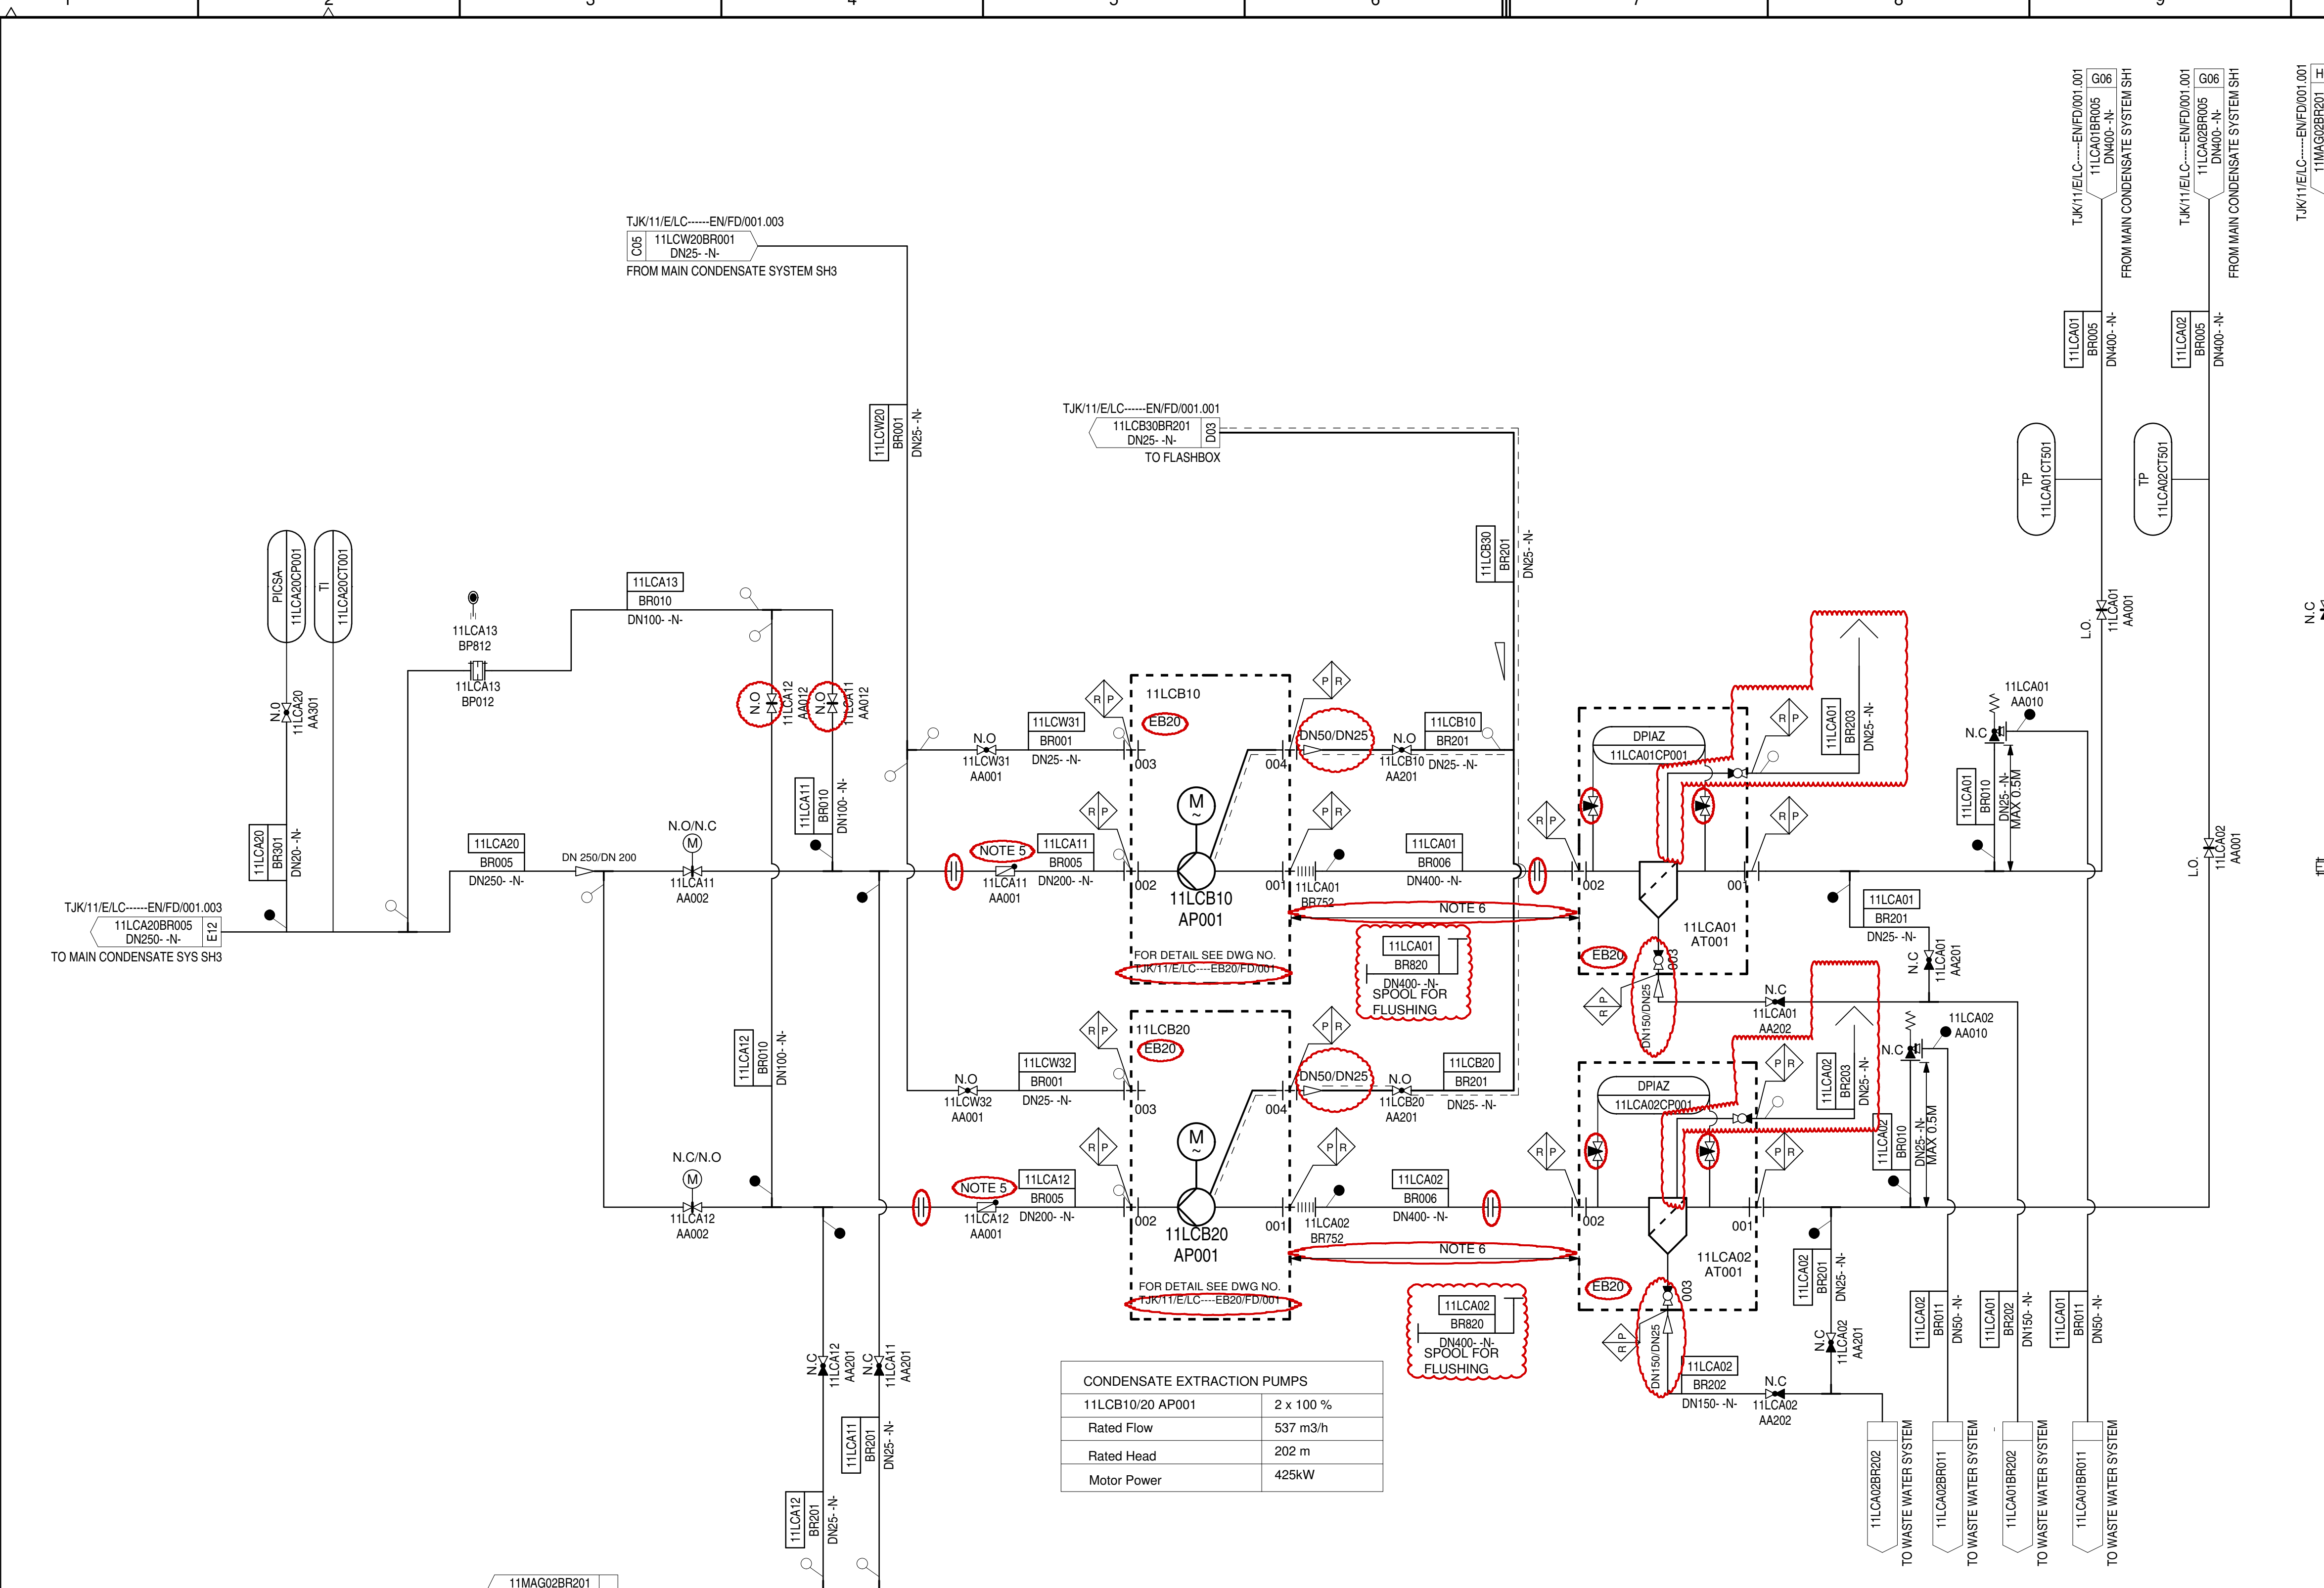 1
2
3
4
5
6
7
8
9
TJK/11/E/LC------EN/FD/001.003
C05
11LCW20BR001
DN25- -N-
FROM MAIN CONDENSATE SYSTEM SH3
11LCW20
BR001
DN25- -N-
TJK/11/E/LC------EN/FD/001.001
11LCB30BR201
DN25- -N-
D03
TO FLASHBOX
11LCB30
BR201
DN25- -N-
TJK/11/E/LC------EN/FD/001.001
G06
11LCA01BR005
DN400- -N-
FROM MAIN CONDENSATE SYSTEM SH1
TJK/11/E/LC------EN/FD/001.001
G06
11LCA02BR005
DN400- -N-
FROM MAIN CONDENSATE SYSTEM SH1
TJK/11/E/LC------EN/FD/001.001
H
11MAG02BR201
11LCA01
BR005
DN400- -N-
11LCA02
BR005
DN400- -N-
TP
11LCA01CT501
TP
11LCA02CT501
L.O.
11LCA01
AA001
L.O.
11LCA02
AA001
N.C
PICSA
11LCA20CP001
TI
11LCA20CT001
N.O
11LCA20
AA301
11LCA20
BR301
DN20- -N-
11LCA13
BP812
11LCA13
BP012
11LCA13
BR010
DN100- -N-
N.O
11LCA12
AA012
N.O
11LCA11
AA012
11LCA11
BR010
DN100- -N-
TJK/11/E/LC------EN/FD/001.003
11LCA20BR005
DN250- -N-
E12
TO MAIN CONDENSATE SYS SH3
11LCA20
BR005
DN250- -N-
DN 250/DN 200
N.O/N.C
M
11LCA11
AA002
NOTE 5
11LCA11
AA001
11LCA11
BR005
DN200- -N-
N.O
11LCW31
AA001
11LCW31
BR001
DN25- -N-
R P
R P
11LCB10
EB20
003
004
002
001
M
~
11LCB10
AP001
FOR DETAIL SEE DWG NO.
TJK/11/E/LC----EB20/FD/001
P R
P R
DN50/DN25
N.O
11LCB10
AA201
11LCB10
BR201
DN25- -N-
11LCA01
BR752
11LCA01
BR006
DN400- -N-
NOTE 6
11LCA01
BR820
DN400- -N-
SPOOL FOR
FLUSHING
R P
DPIAZ
11LCA01CP001
R P
P R
002
001
11LCA01
AT001
EB20
003
R P
DN150/DN25
11LCA01
BR203
DN25- -N-
11LCA01
AA010
N.C
11LCA01
BR010
DN25- -N-
MAX 0.5M
11LCA01
BR201
DN25- -N-
N.C
11LCA01
AA201
N.C
11LCA01
AA202
11LCA12
BR010
DN100- -N-
N.C/N.O
M
11LCA12
AA002
NOTE 5
11LCA12
AA001
11LCA12
BR005
DN200- -N-
N.O
11LCW32
AA001
11LCW32
BR001
DN25- -N-
R P
R P
11LCB20
EB20
003
004
002
001
M
~
11LCB20
AP001
FOR DETAIL SEE DWG NO.
TJK/11/E/LC----EB20/FD/001
P R
P R
DN50/DN25
N.O
11LCB20
AA201
11LCB20
BR201
DN25- -N-
11LCA02
BR752
11LCA02
BR006
DN400- -N-
NOTE 6
11LCA02
BR820
DN400- -N-
SPOOL FOR
FLUSHING
R P
DPIAZ
11LCA02CP001
P R
P R
002
001
11LCA02
AT001
EB20
003
R P
DN150/DN25
11LCA02
BR203
DN25- -N-
11LCA02
AA010
N.C
11LCA02
BR010
DN25- -N-
MAX 0.5M
11LCA02
BR201
DN25- -N-
N.C
11LCA02
AA201
11LCA02
BR202
DN150- -N-
N.C
11LCA02
AA202
11LCA02
BR011
DN50- -N-
11LCA01
BR202
DN150- -N-
11LCA01
BR011
DN50- -N-
11LCA02BR202
TO WASTE WATER SYSTEM
11LCA02BR011
TO WASTE WATER SYSTEM
11LCA01BR202
TO WASTE WATER SYSTEM
11LCA01BR011
TO WASTE WATER SYSTEM
N.C
11LCA12
AA201
N.C
11LCA11
AA201
11LCA11
BR201
DN25- -N-
11LCA12
BR201
DN25- -N-
CONDENSATE EXTRACTION PUMPS
11LCB10/20 AP001 2 x 100 %
Rated Flow 537 m3/h
Rated Head 202 m
Motor Power 425kW
11MAG02BR201